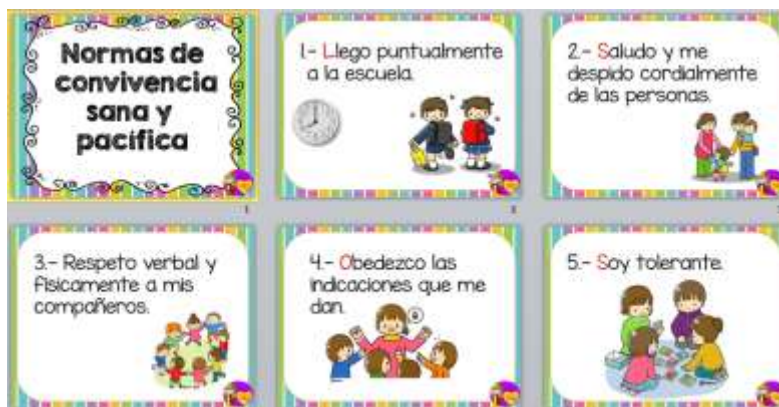 Normas de
convivencia
sana y
pacífica
1.- Llego puntualmente
a la escuela.
2.- Saludo y me
despido cordialmente
de las personas.
3.- Respeto verbal y
físicamente a mis
compañeros.
4.- Obedezco las
indicaciones que me
dan.
5.- Soy tolerante.